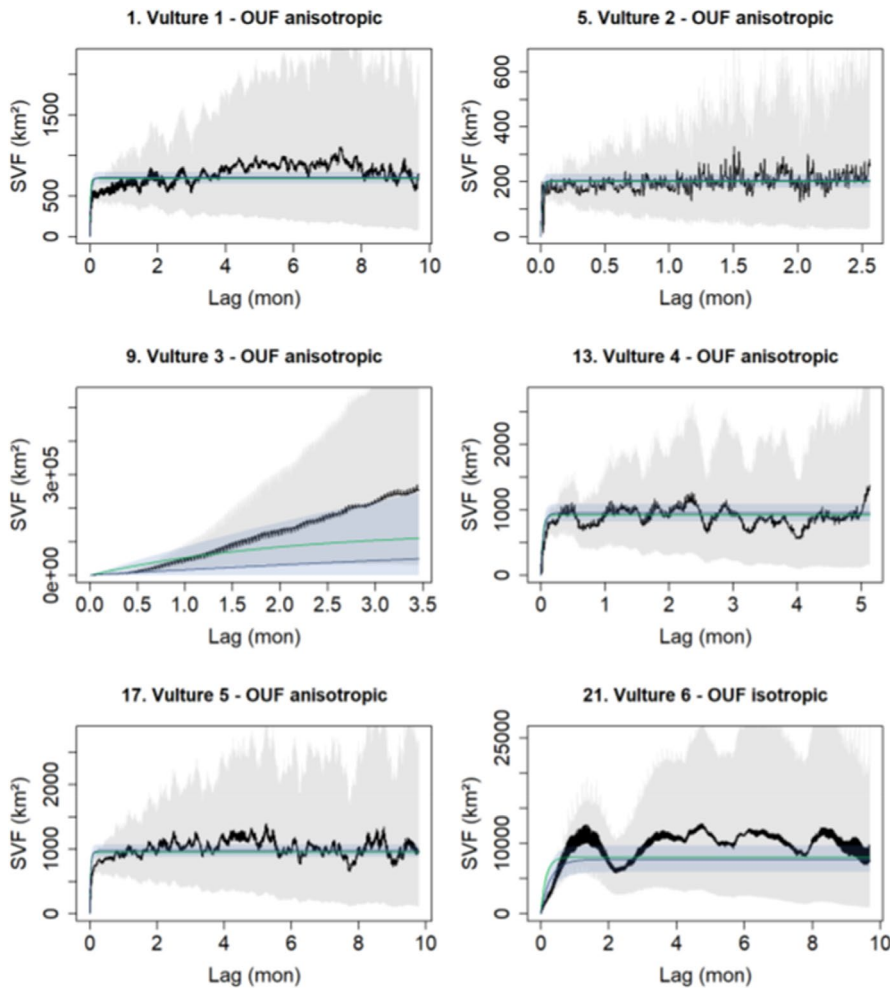 1. Vulture 1 - OUF anisotropic
SVF (km²)
0 500 1500
0 2 4 6 8 10
Lag (mon)
5. Vulture 2 - OUF anisotropic
SVF (km²)
0 200 400 600
0.0 0.5 1.0 1.5 2.0 2.5
Lag (mon)
9. Vulture 3 - OUF anisotropic
SVF (km²)
0e+00 3e+05
0.0 0.5 1.0 1.5 2.0 2.5 3.0 3.5
Lag (mon)
13. Vulture 4 - OUF anisotropic
SVF (km²)
0 1000 2000
0 1 2 3 4 5
Lag (mon)
17. Vulture 5 - OUF anisotropic
SVF (km²)
0 1000 2000
0 2 4 6 8 10
Lag (mon)
21. Vulture 6 - OUF isotropic
SVF (km²)
0 10000 25000
0 2 4 6 8 10
Lag (mon)